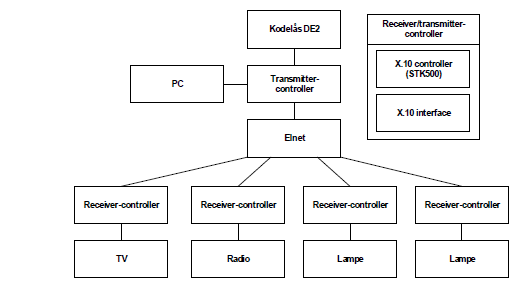 Kodelås DE2
Receiver/transmitter-
controller
X.10 controller
(STK500)
X.10 interface
PC
Transmitter-
controller
Elnet
Receiver-controller
Receiver-controller
Receiver-controller
Receiver-controller
TV
Radio
Lampe
Lampe